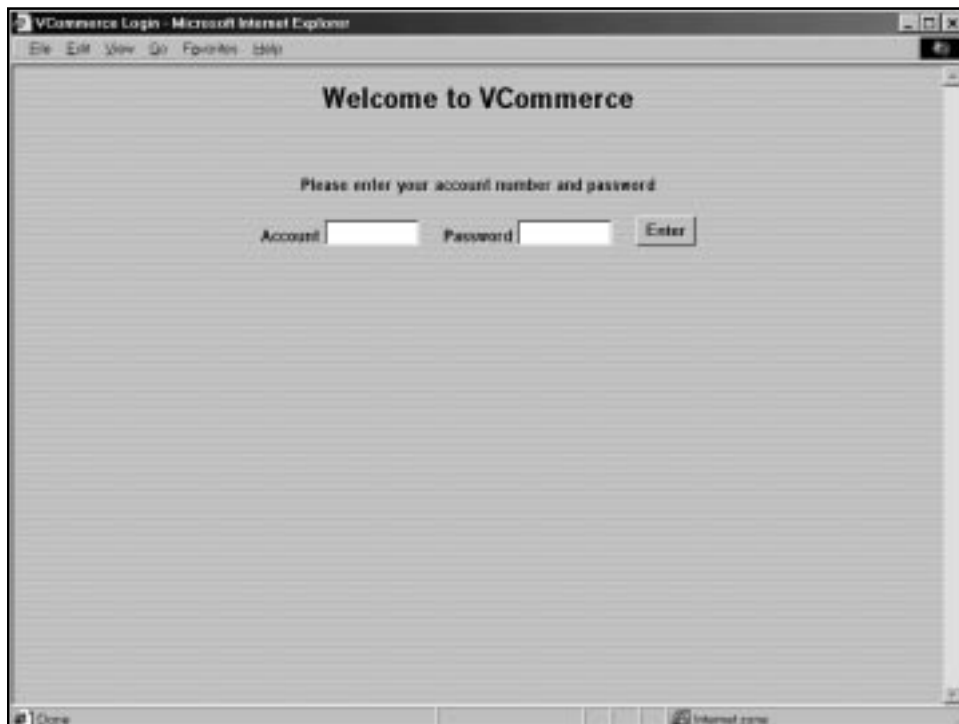 VCommerce Login - Microsoft Internet Explorer
File Edit View Go Favorites Help
Welcome to VCommerce
Please enter your account number and password
Account Password Enter
Done Internet zone